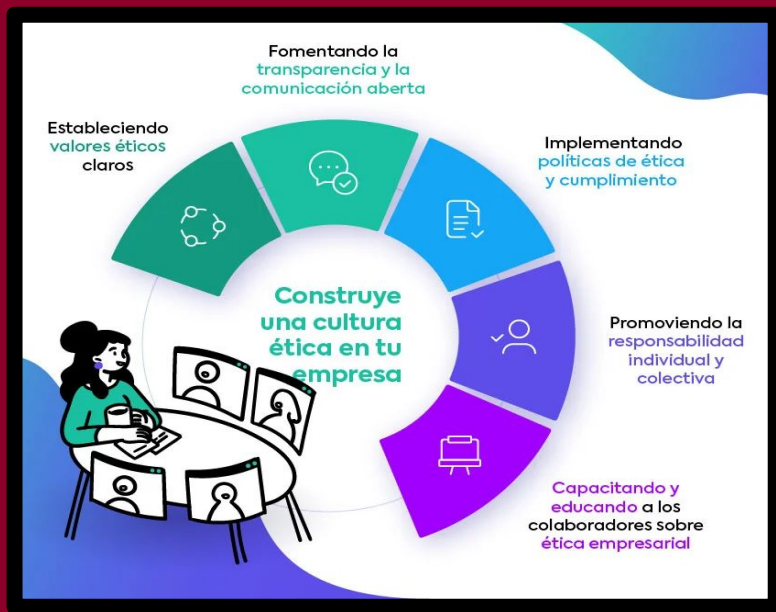 Fomentando la
transparencia y la
comunicación abierta
Estableciendo
valores éticos
claros
Implementando
políticas de ética
y cumplimiento
Construye
una cultura
ética en tu
empresa
Promoviendo la
responsabilidad
individual y
colectiva
Capacitando y
educando a los
colaboradores sobre
ética empresarial